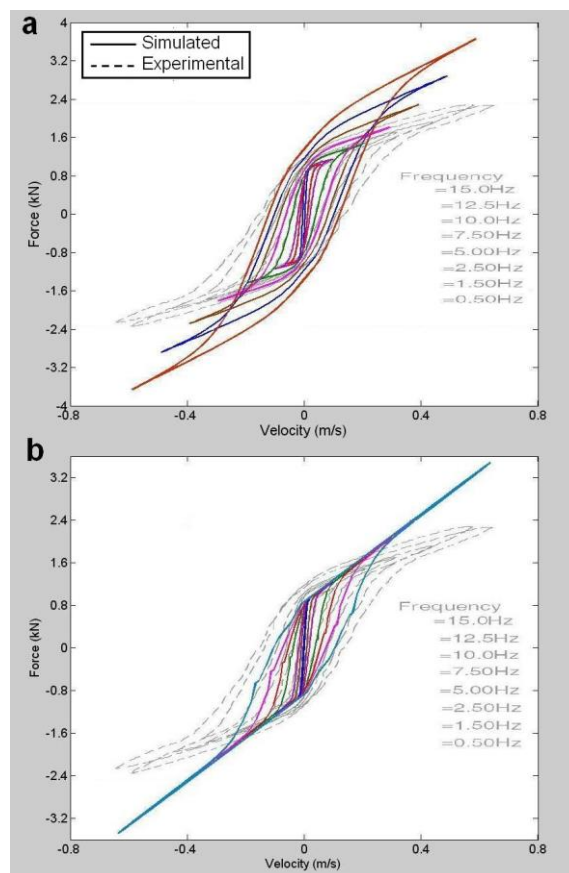 a
Simulated
Experimental
4
3.2
2.4
1.6
0.8
0
-0.8
-1.6
-2.4
-3.2
-4
Force (kN)
Frequency
=15.0Hz
=12.5Hz
=10.0Hz
=7.50Hz
=5.00Hz
=2.50Hz
=1.50Hz
=0.50Hz
-0.8
-0.4
0
0.4
0.8
Velocity (m/s)
b
3.2
2.4
1.6
0.8
0
-0.8
-1.6
-2.4
-3.2
Force (kN)
Frequency
=15.0Hz
=12.5Hz
=10.0Hz
=7.50Hz
=5.00Hz
=2.50Hz
=1.50Hz
=0.50Hz
-0.8
-0.4
0
0.4
0.8
Velocity (m/s)